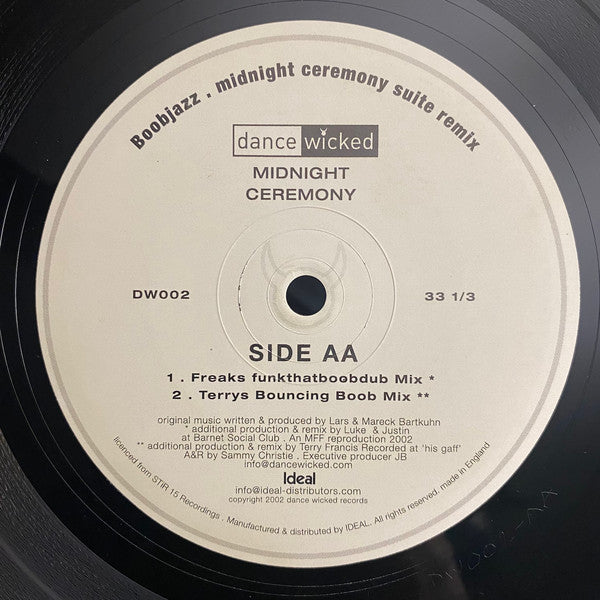 Boobjazz . midnight ceremony suite remix
dance wicked
MIDNIGHT
CEREMONY
DW002
33 1/3
SIDE AA
1 . Freaks funkthatboobdub Mix *
2 . Terrys Bouncing Boob Mix **
original music written & produced by Lars & Mareck Bartkuhn
* additional production & remix by Luke & Justin
at Barnet Social Club . An MFF reproduction 2002
** additional production & remix by Terry Francis Recorded at 'his gaff'
A&R by Sammy Christie . Executive producer JB
info@dancewicked.com
Ideal
info@ideal-distributors.com
copyright 2002 dance wicked records
licenced from STIR 15 Recordings . Manufactured & distributed by IDEAL. All rights reserved. made in England